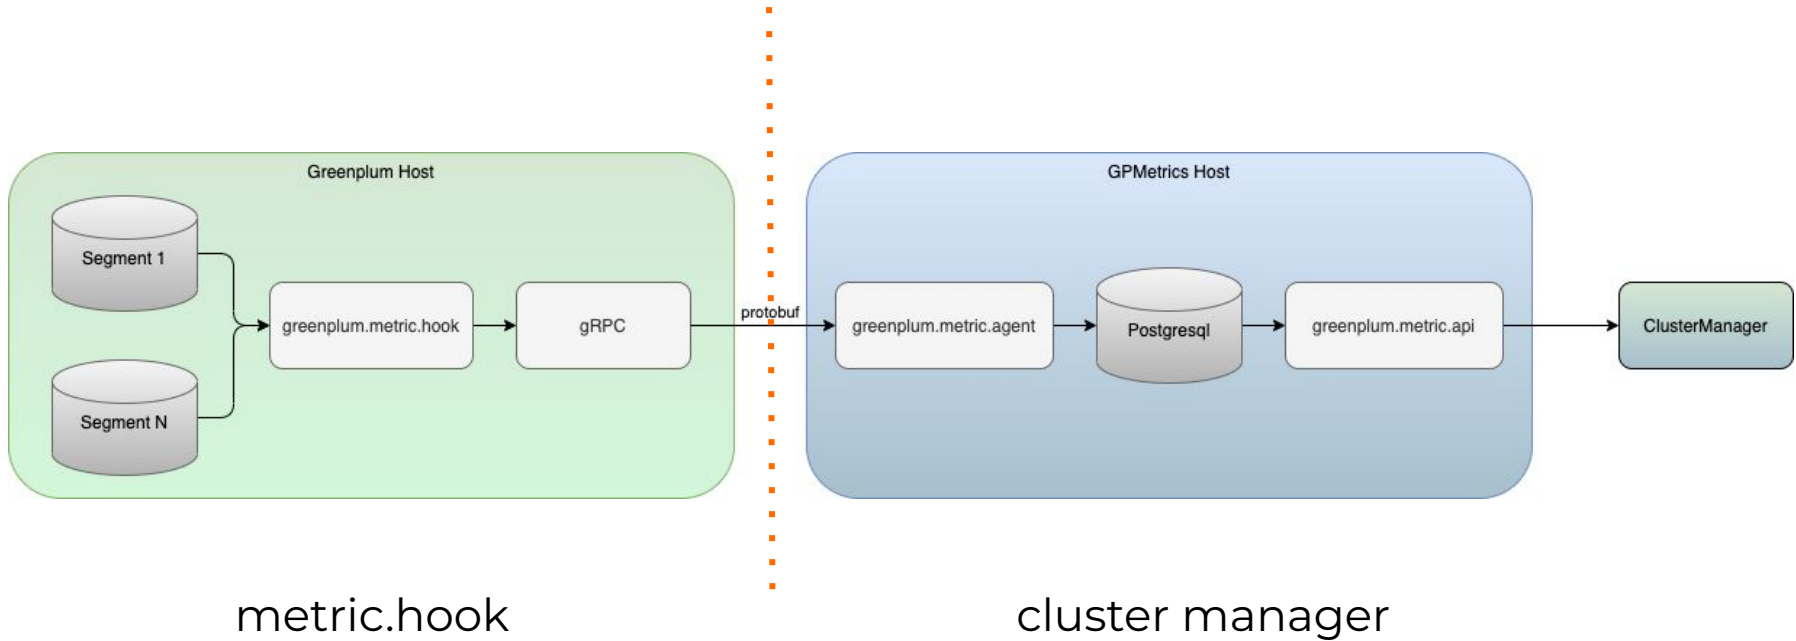 Greenplum Host
GPMetrics Host
Segment 1
Segment N
greenplum.metric.hook
gRPC
protobuf
greenplum.metric.agent
Postgresql
greenplum.metric.api
ClusterManager
metric.hook
cluster manager